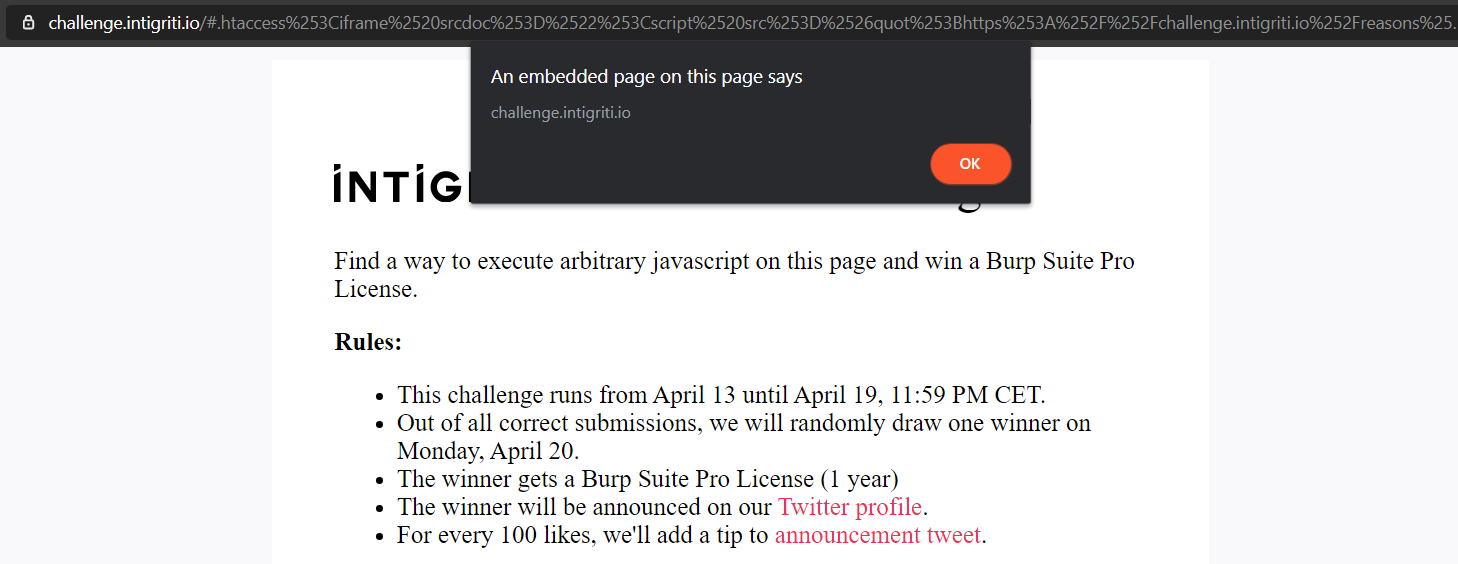 challenge.intigriti.io/#.htaccess%253Ciframe%2520srcdoc%253D%2522%253Cscript%2520src%253D%2526quot%253Bhttps%253A%252F%252Fchallenge.intigriti.io%252Freasons%25.
An embedded page on this page says
challenge.intigriti.io
OK
INTIG
Find a way to execute arbitrary javascript on this page and win a Burp Suite Pro
License.
Rules:
• This challenge runs from April 13 until April 19, 11:59 PM CET.
• Out of all correct submissions, we will randomly draw one winner on
Monday, April 20.
• The winner gets a Burp Suite Pro License (1 year)
• The winner will be announced on our Twitter profile.
• For every 100 likes, we'll add a tip to announcement tweet.